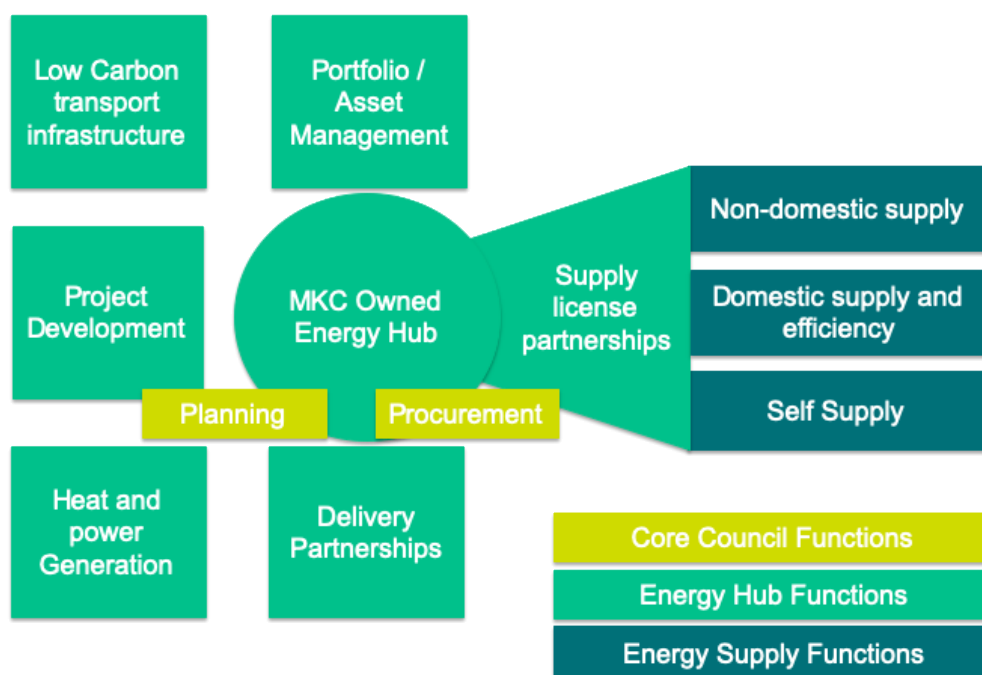 Low Carbon
transport
infrastructure
Portfolio /
Asset
Management
Project
Development
MKC Owned
Energy Hub
Supply
license
partnerships
Non-domestic supply
Domestic supply and
efficiency
Self Supply
Planning
Procurement
Heat and
power
Generation
Delivery
Partnerships
Core Council Functions
Energy Hub Functions
Energy Supply Functions